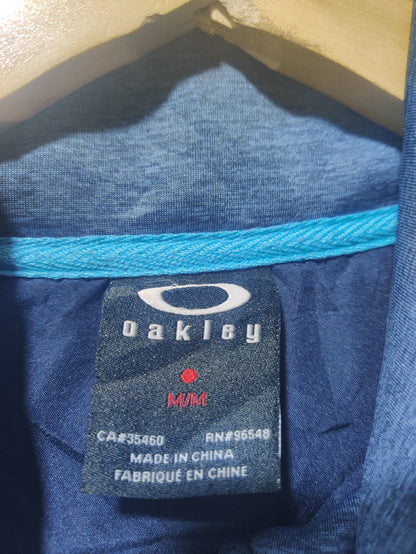 oakley
M/M
CA#35460 RN#96548
MADE IN CHINA
FABRIQUÉ EN CHINE